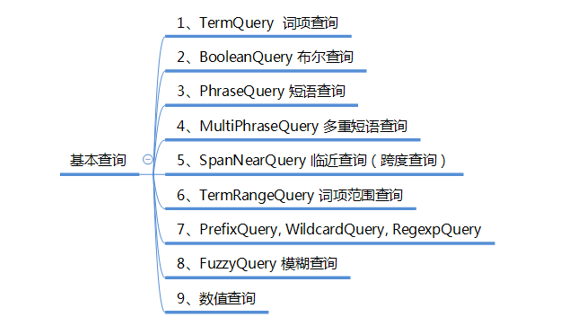 1、TermQuery 词项查询
2、BooleanQuery 布尔查询
3、PhraseQuery 短语查询
4、MultiPhraseQuery 多重短语查询
基本查询
5、SpanNearQuery 临近查询（跨度查询）
6、TermRangeQuery 词项范围查询
7、PrefixQuery, WildcardQuery, RegexpQuery
8、FuzzyQuery 模糊查询
9、数值查询